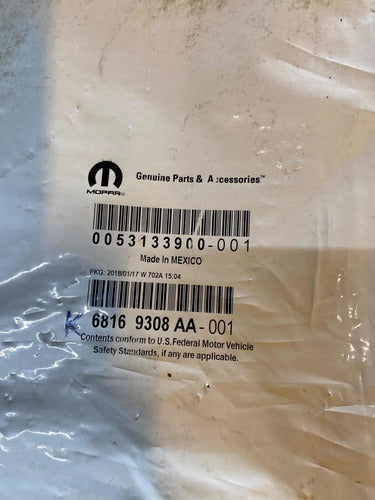 MOPAR®
Genuine Parts & Accessories™
0053133900-001
Made In MEXICO
PKG: 2018/01/17 W 702A 15:04
K 6816 9308 AA-001
Contents conform to U.S.Federal Motor Vehicle
Safety Standards, if any are applicable.